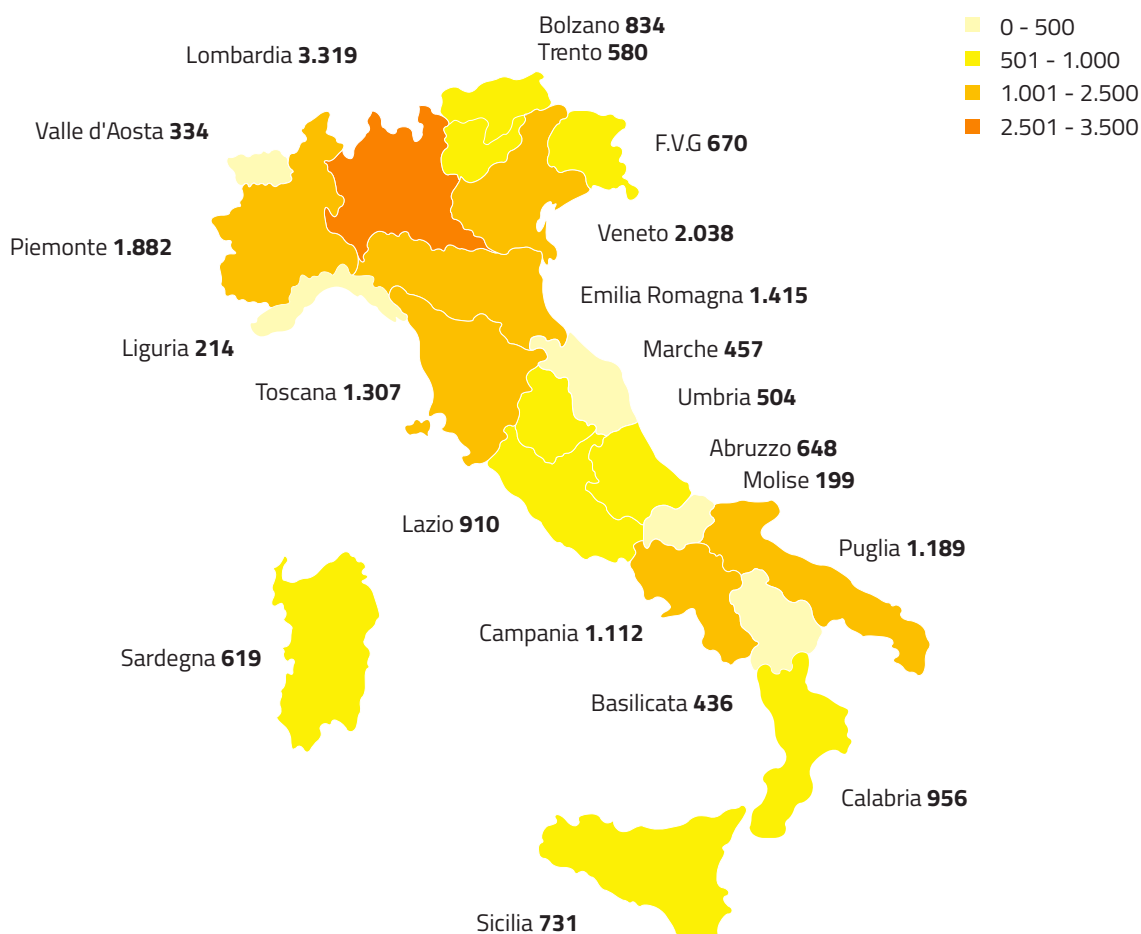 Bolzano 834
Trento 580
Lombardia 3.319
Valle d'Aosta 334
F.V.G 670
Piemonte 1.882
Veneto 2.038
Emilia Romagna 1.415
Liguria 214
Marche 457
Toscana 1.307
Umbria 504
Abruzzo 648
Molise 199
Lazio 910
Puglia 1.189
Campania 1.112
Sardegna 619
Basilicata 436
Calabria 956
Sicilia 731
0 - 500
501 - 1.000
1.001 - 2.500
2.501 - 3.500